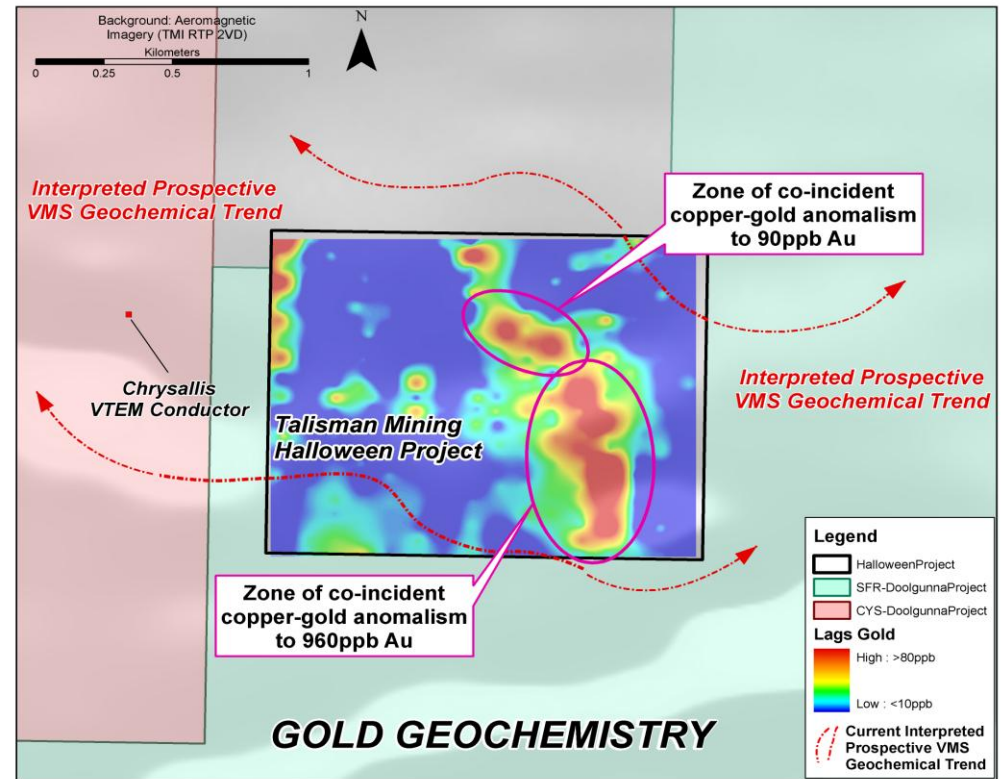 Background: Aeromagnetic
Imagery (TMI RTP 2VD)
Kilometers
0 0.25 0.5 1
N
Interpreted Prospective
VMS Geochemical Trend
Zone of co-incident
copper-gold anomalism
to 90ppb Au
Chrysallis
VTEM Conductor
Talisman Mining
Halloween Project
Interpreted Prospective
VMS Geochemical Trend
Zone of co-incident
copper-gold anomalism
to 960ppb Au
GOLD GEOCHEMISTRY
Legend
HalloweenProject
SFR-DoolgunnaProject
CYS-DoolgunnaProject
Lags Gold
High : >80ppb
Low : <10ppb
Current Interpreted
Prospective VMS
Geochemical Trend